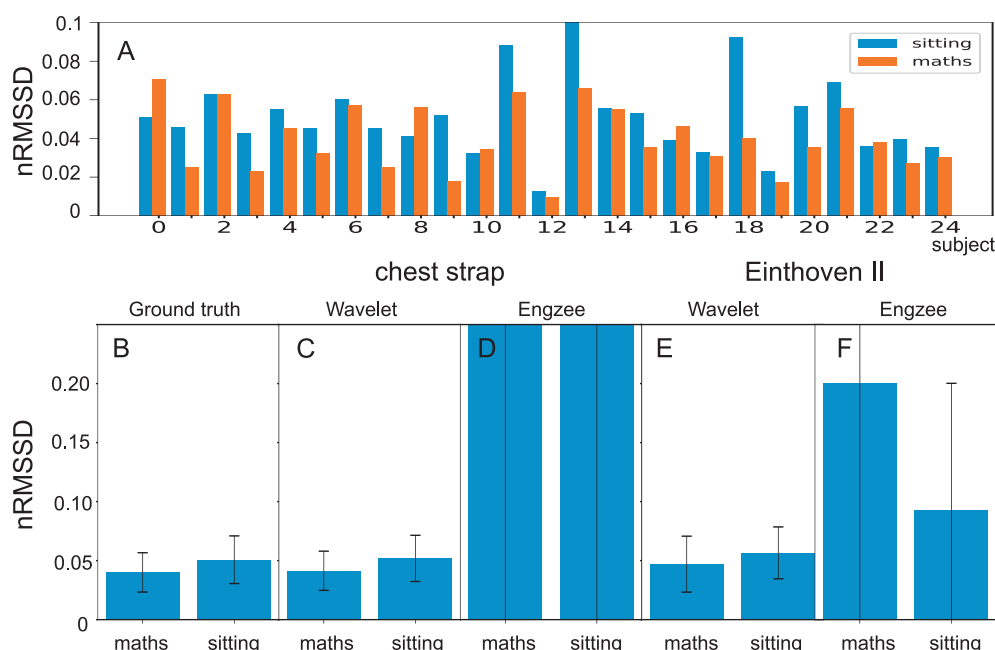 A
nRMSSD
0.1
0.08
0.06
0.04
0.02
0
sitting
maths
0 2 4 6 8 10 12 14 16 18 20 22 24
subject
chest strap Einthoven II
Ground truth Wavelet Engzee Wavelet Engzee
B C D E F
nRMSSD
0.20
0.15
0.10
0.05
0
maths sitting maths sitting maths sitting maths sitting